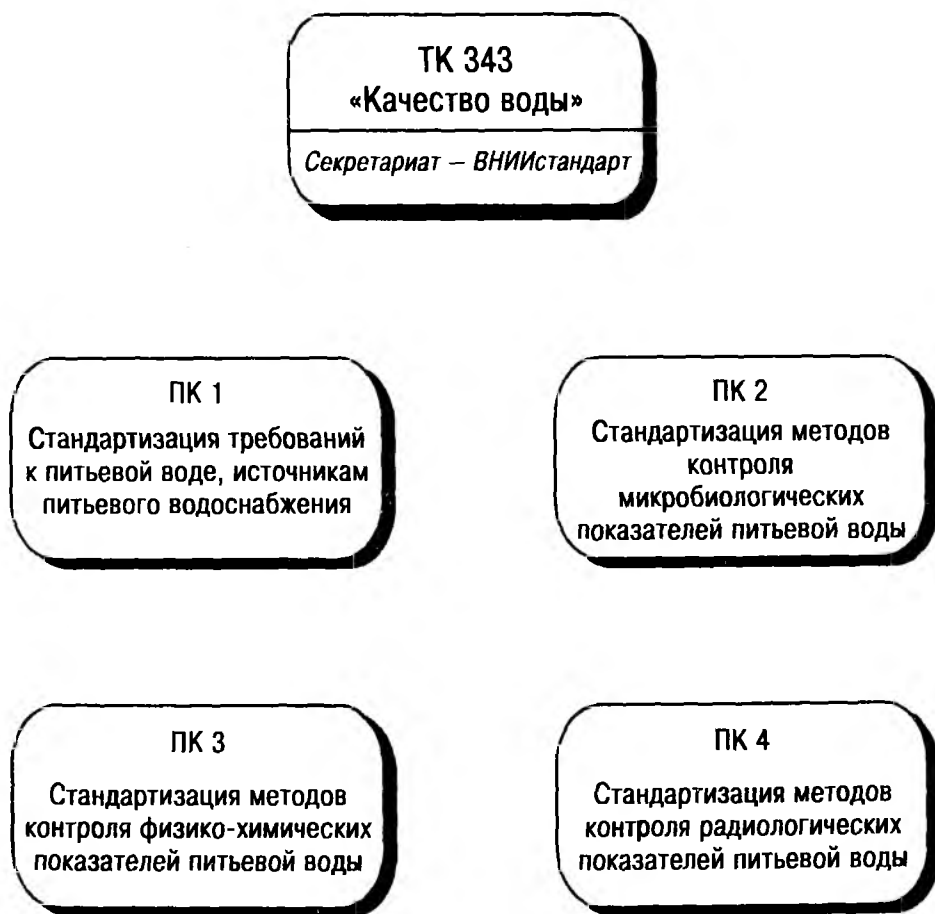 ТК 343
«Качество воды»
Секретариат – ВНИИстандарт
ПК 1
Стандартизация требований
к питьевой воде, источникам
питьевого водоснабжения
ПК 2
Стандартизация методов
контроля
микробиологических
показателей питьевой воды
ПК 3
Стандартизация методов
контроля физико-химических
показателей питьевой воды
ПК 4
Стандартизация методов
контроля радиологических
показателей питьевой воды